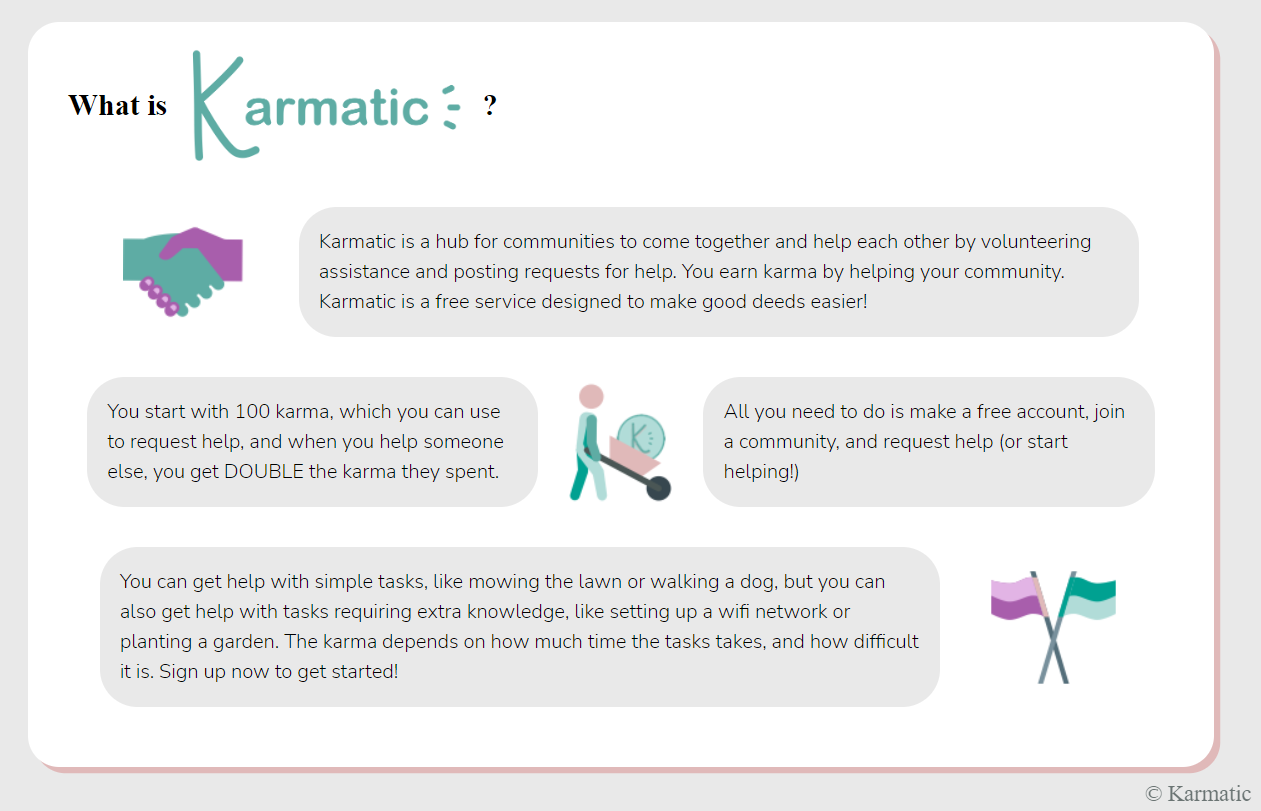 What is Karmatic ?
Karmatic is a hub for communities to come together and help each other by volunteering
assistance and posting requests for help. You earn karma by helping your community.
Karmatic is a free service designed to make good deeds easier!
You start with 100 karma, which you can use
to request help, and when you help someone
else, you get DOUBLE the karma they spent.
K
All you need to do is make a free account, join
a community, and request help (or start
helping!)
You can get help with simple tasks, like mowing the lawn or walking a dog, but you can
also get help with tasks requiring extra knowledge, like setting up a wifi network or
planting a garden. The karma depends on how much time the tasks takes, and how difficult
it is. Sign up now to get started!
© Karmatic